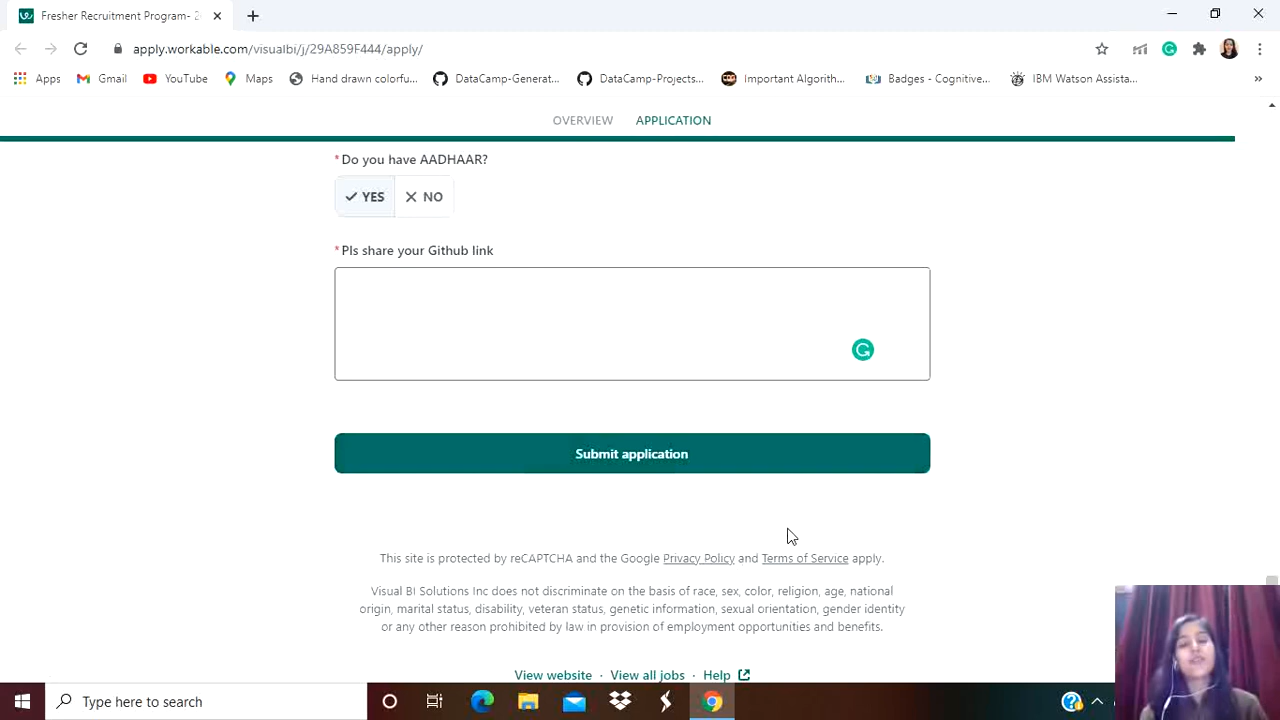 Fresher Recruitment Program- 2
apply.workable.com/visualbi/j/29A859F444/apply/
Apps Gmail YouTube Maps Hand drawn colorfu... DataCamp-Generat... DataCamp-Projects... Important Algorith... Badges - Cognitive... IBM Watson Assista... »
OVERVIEW APPLICATION
* Do you have AADHAAR?
YES NO
* Pls share your Github link
Submit application
This site is protected by reCAPTCHA and the Google Privacy Policy and Terms of Service apply.
Visual BI Solutions Inc does not discriminate on the basis of race, sex, color, religion, age, national
origin, marital status, disability, veteran status, genetic information, sexual orientation, gender identity
or any other reason prohibited by law in provision of employment opportunities and benefits.
View website · View all jobs · Help
Type here to search